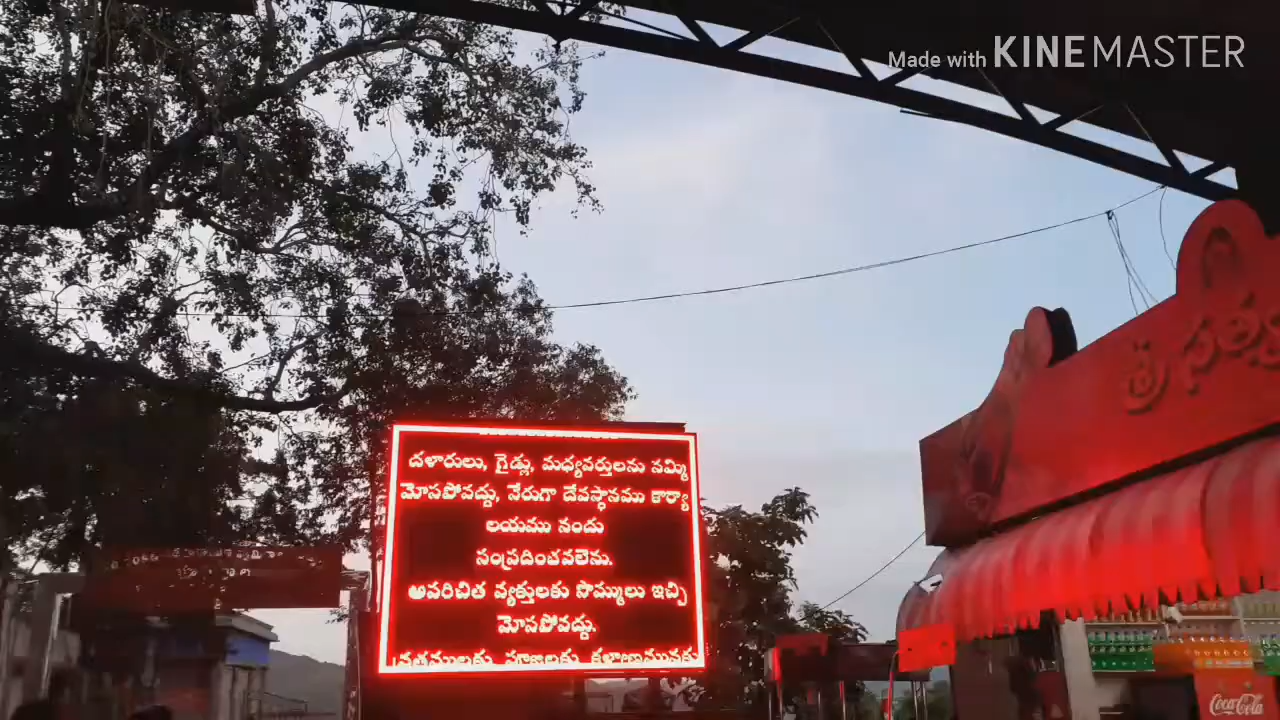 Made with KINEMASTER
దళారులు, గైడ్లు, మధ్యవర్తులను నమ్మి
మోసపోవద్దు, నేరుగా దేవస్థానము కార్యా
లయము నందు
సంప్రదించవలెను.
అపరిచిత వ్యక్తులకు సొమ్ములు ఇచ్చి
మోసపోవద్దు.
శ్రీ సత్య
Coca-Cola